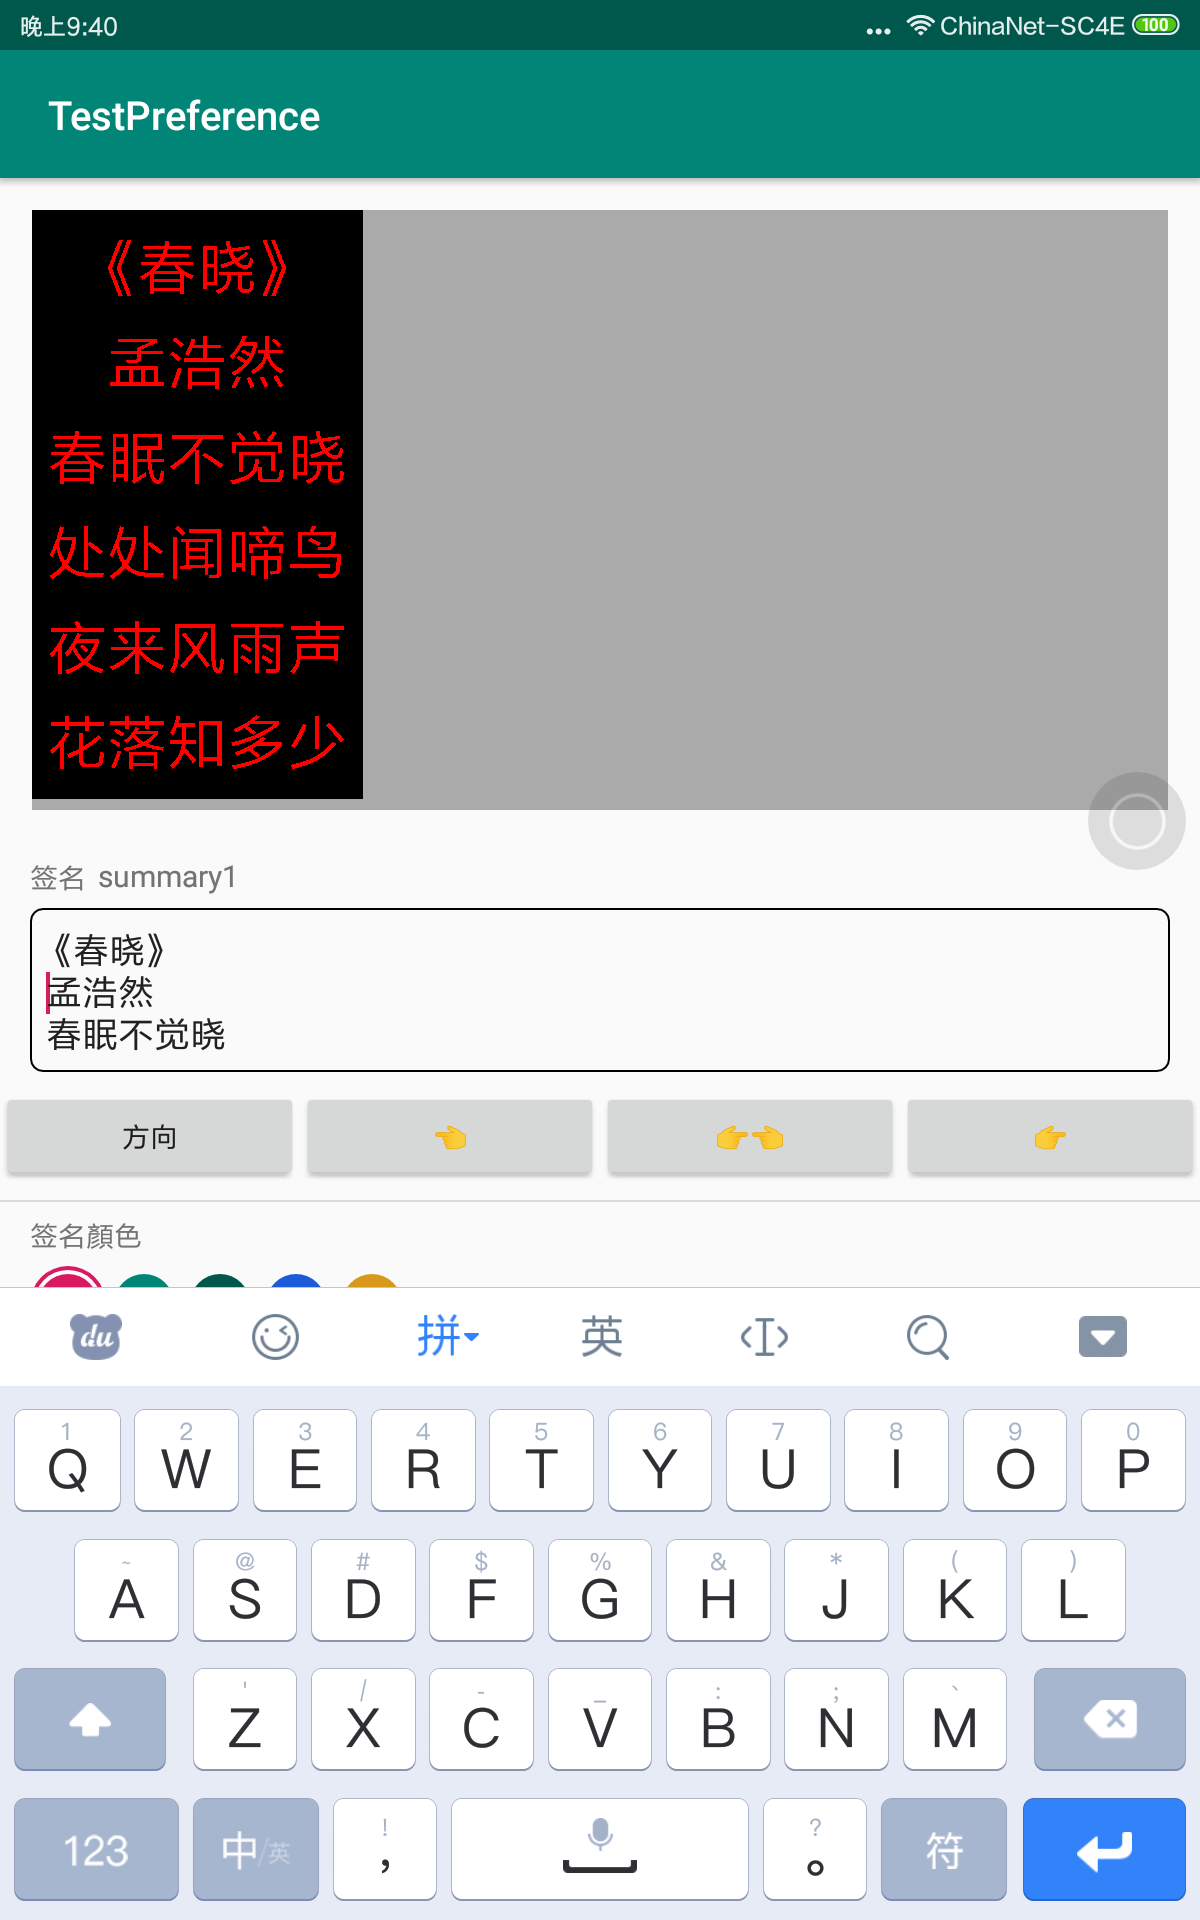 晚上9:40
... ChinaNet-SC4E 100
TestPreference
《春晓》
孟浩然
春眠不觉晓
处处闻啼鸟
夜来风雨声
花落知多少
签名 summary1
《春晓》
孟浩然
春眠不觉晓
方向 👈 👉👈 👉
签名顏色
du 拼 英
1 2 3 4 5 6 7 8 9 0
Q W E R T Y U I O P
~ @ # $ % & * ( )
A S D F G H J K L
' / - _ : ; `
Z X C V B N M
! ?
123 中/英 , 。 符